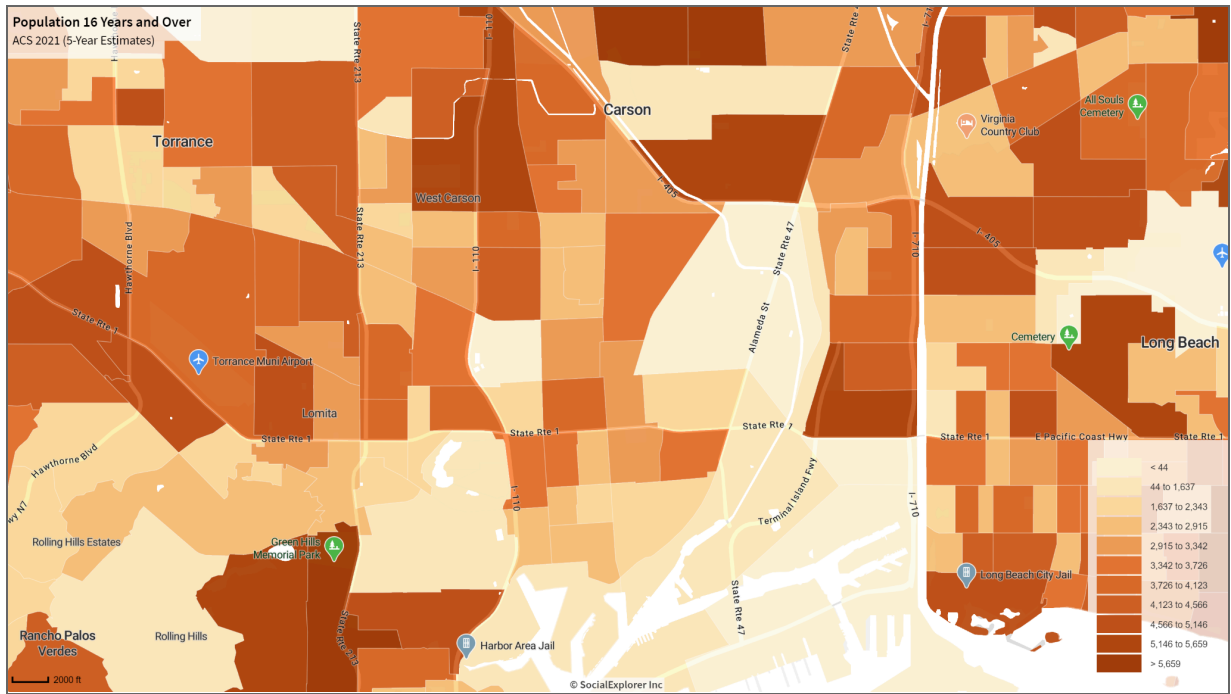 Population 16 Years and Over
ACS 2021 (5-Year Estimates)
State Rte 213
I- 110
I- 710
Carson
All Souls
Cemetery
Virginia
Country Club
Torrance
West Carson
I- 405
Hawthorne Blvd
State Rte 213
I- 110
State Rte 47
I- 710
I- 405
State Rte 1
Alameda St
Cemetery
Long Beach
Torrance Muni Airport
Lomita
State Rte 1
State Rte 1
State Rte 1
E Pacific Coast Hwy
State Rte 1
Hawthorne Blvd
I- 110
Terminal Island Fwy
I- 710
Rolling Hills Estates
Green Hills
Memorial Park
Long Beach City Jail
State Rte 47
Rancho Palos
Verdes
Rolling Hills
State Rte 213
Harbor Area Jail
2000 ft
© SocialExplorer Inc
< 44
44 to 1,637
1,637 to 2,343
2,343 to 2,915
2,915 to 3,342
3,342 to 3,726
3,726 to 4,123
4,123 to 4,566
4,566 to 5,146
5,146 to 5,659
> 5,659